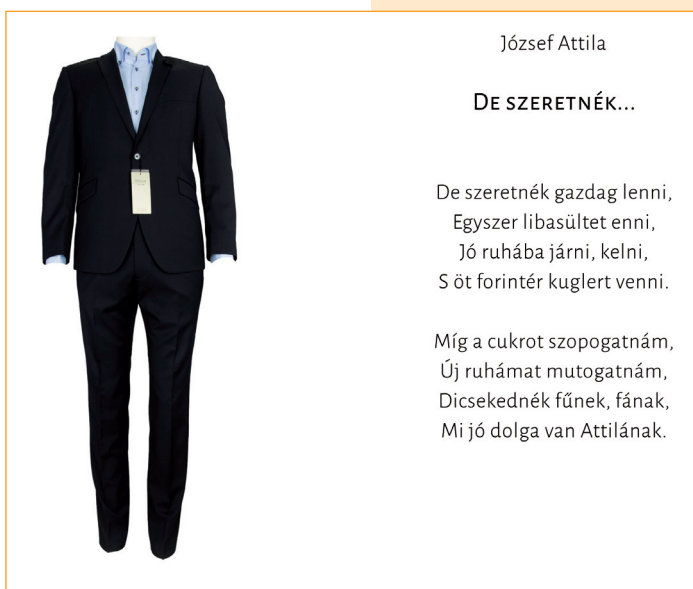 József Attila
De szeretnék...
De szeretnék gazdag lenni,
Egyszer libasültet enni,
Jó ruhába járni, kelni,
S öt forintér kuglert venni.
Míg a cukrot szopogatnám,
Új ruhámat mutogatnám,
Dicsekednék fűnek, fának,
Mi jó dolga van Attilának.